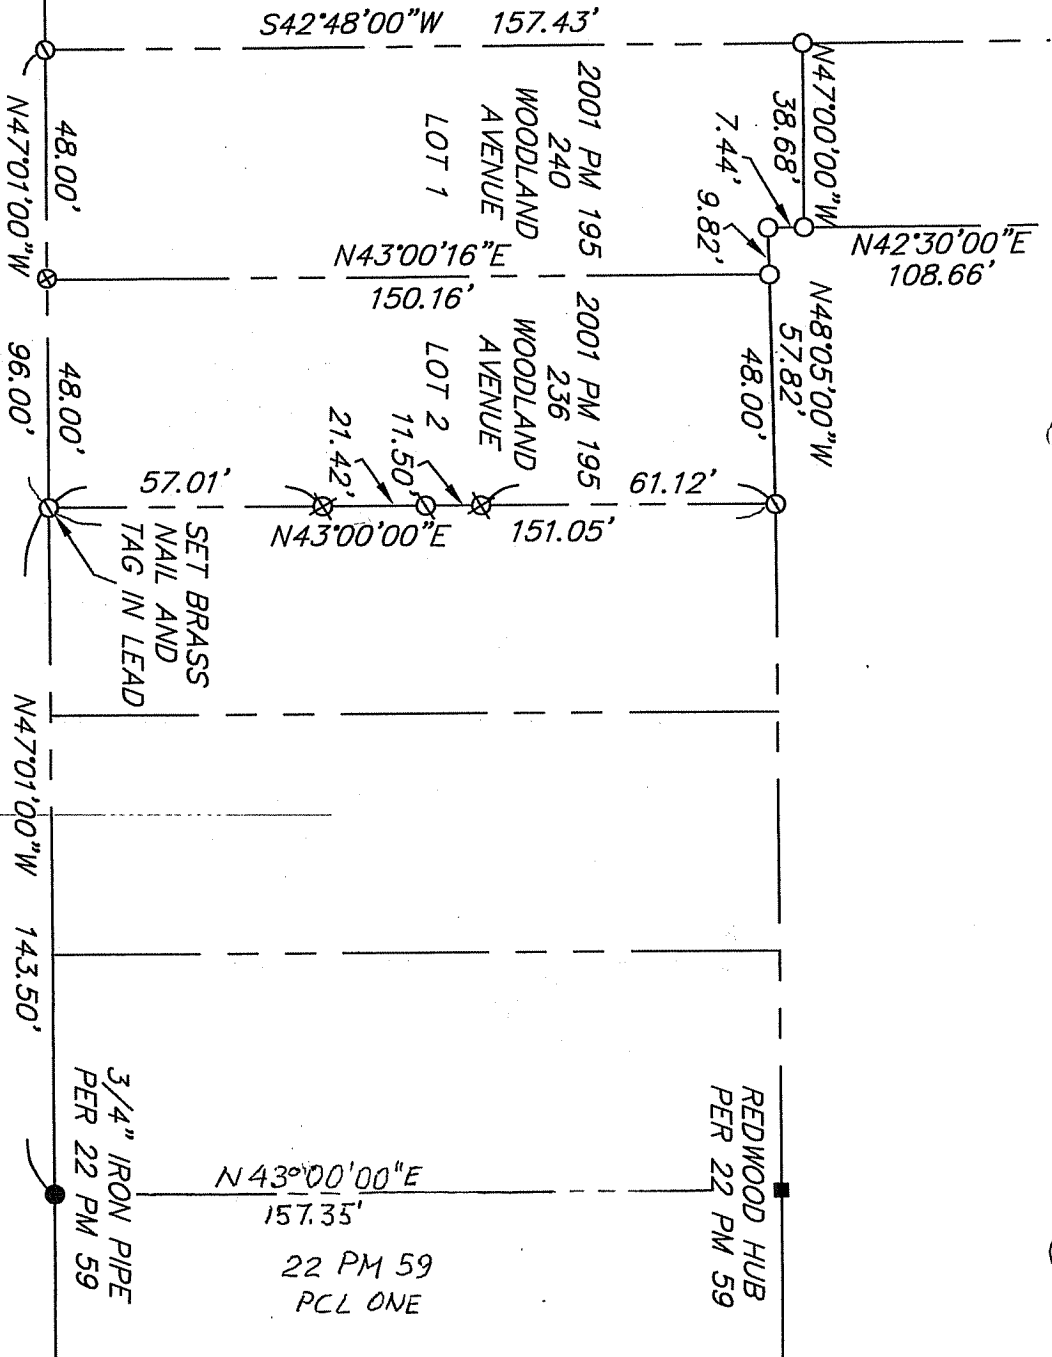 S42°48'00"W 157.43'
N47°00'00"W
38.68'
7.44'
9.82'
N42°30'00"E
108.66'
2001 PM 195
240
WOODLAND
AVENUE
LOT 1
48.00'
N47°01'00"W
N43°00'16"E
150.16'
N48°05'00"W
57.82'
48.00'
2001 PM 195
236
WOODLAND
AVENUE
LOT 2
11.50'
21.42'
48.00'
96.00'
57.01'
61.12'
N43°00'00"E
151.05'
SET BRASS
NAIL AND
TAG IN LEAD
N47°01'00"W 143.50'
3/4" IRON PIPE
PER 22 PM 59
REDWOOD HUB
PER 22 PM 59
N 43°00'00"E
157.35'
22 PM 59
PCL ONE